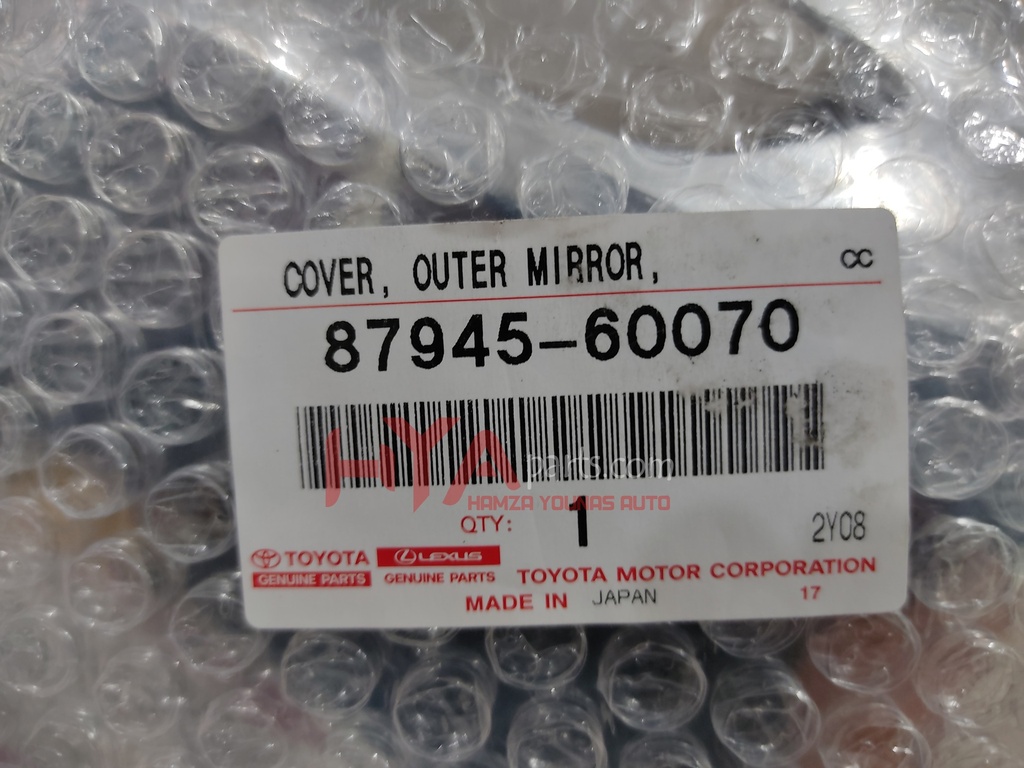 COVER, OUTER MIRROR,
CC
87945-60070
HYA parts.com
HAMZA YOUNAS AUTO
QTY: 1
2Y08
TOYOTA
GENUINE PARTS
LEXUS
GENUINE PARTS
TOYOTA MOTOR CORPORATION
MADE IN JAPAN
17